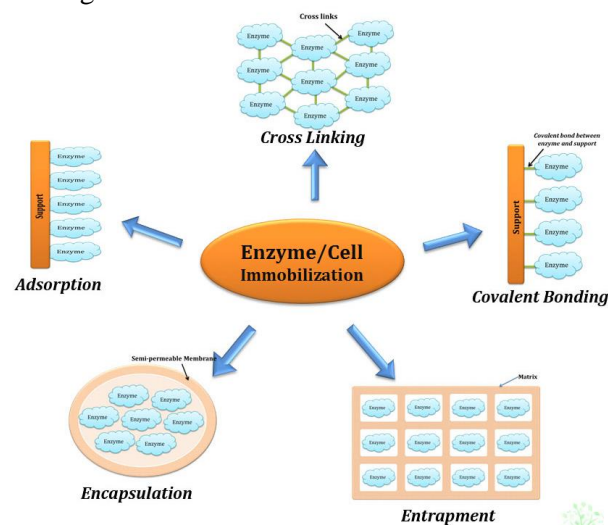 Cross links
Enzyme Enzyme Enzyme
Enzyme Enzyme Enzyme
Enzyme Enzyme Enzyme
Cross Linking
Support
Enzyme
Enzyme
Enzyme
Enzyme
Enzyme
Adsorption
Covalent bond between
enzyme and support
Support
Enzyme
Enzyme
Enzyme
Enzyme
Covalent Bonding
Enzyme/Cell
Immobilization
Semi-permeable Membrane
Enzyme Enzyme
Enzyme Enzyme Enzyme
Enzyme Enzyme
Encapsulation
Matrix
Enzyme Enzyme Enzyme Enzyme
Enzyme Enzyme Enzyme Enzyme
Enzyme Enzyme Enzyme Enzyme
Entrapment